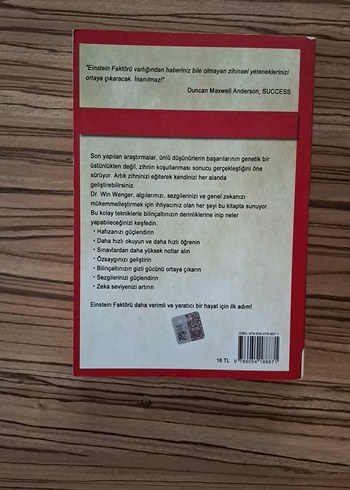 "Einstein Faktörü varlığından haberiniz bile olmayan zihinsel yeteneklerinizi
ortaya çıkaracak. İnanılmaz!"
Duncan Maxwell Anderson, SUCCESS
Son yapılan araştırmalar, ünlü düşünürlerin başarılarının genetik bir
üstünlükten değil, zihnin koşullanması sonucu gerçekleştiğini öne
sürüyor. Artık zihninizi eğiterek kendinizi her alanda
geliştirebilirsiniz.
Dr. Win Wenger, algılarınızı, sezgilerinizi ve genel zekanızı
mükemmelleştirmek için ihtiyacınız olan her şeyi bu kitapta sunuyor.
Bu kolay tekniklerle bilinçaltınızın derinliklerine inip neler
yapabileceğinizi keşfedin.
• Hafızanızı güçlendirin
• Daha hızlı okuyun ve daha hızlı öğrenin
• Sınavlardan daha yüksek notlar alın
• Özsaygınızı geliştirin
• Bilinçaltınızın gizli gücünü ortaya çıkarın
• Sezgilerinizi güçlendirin
• Zeka seviyenizi artırın
Einstein Faktörü daha verimli ve yaratıcı bir hayat için ilk adım!
18 TL